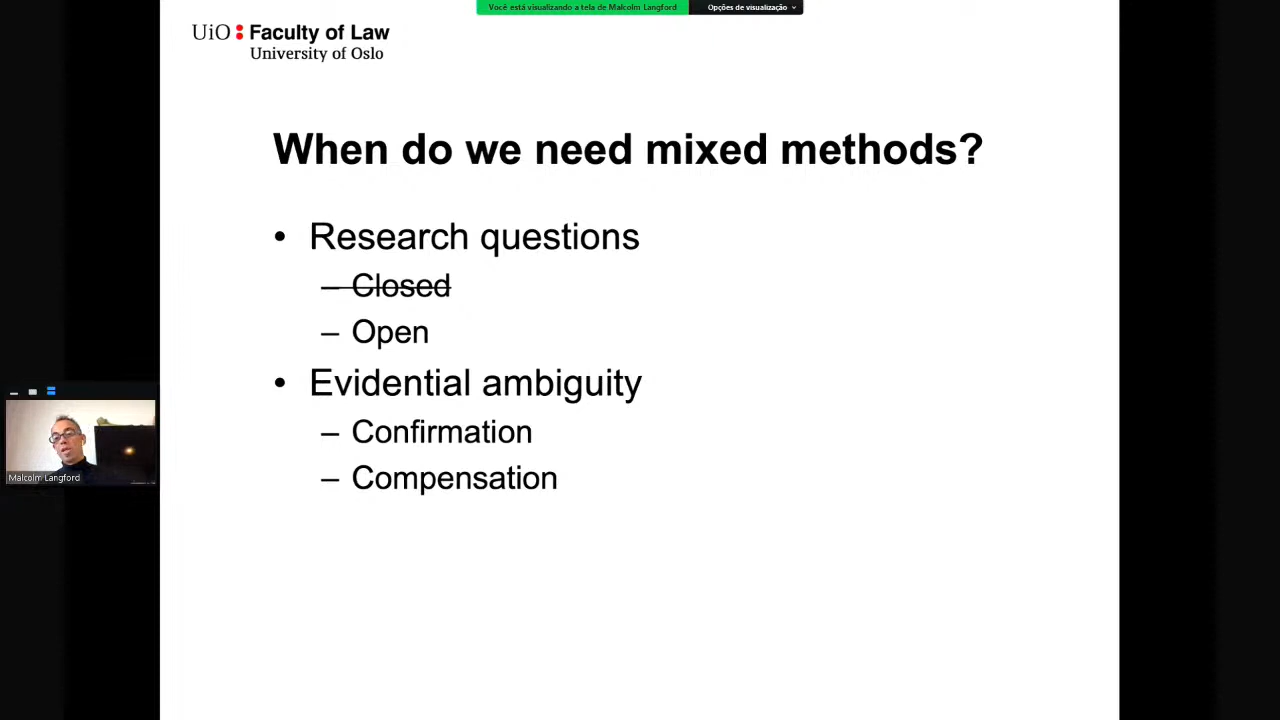 Você está visualizando a tela de Malcolm Langford
Opções de visualização
UiO : Faculty of Law
University of Oslo
When do we need mixed methods?
• Research questions
– Closed
– Open
• Evidential ambiguity
– Confirmation
– Compensation
Malcolm Langford